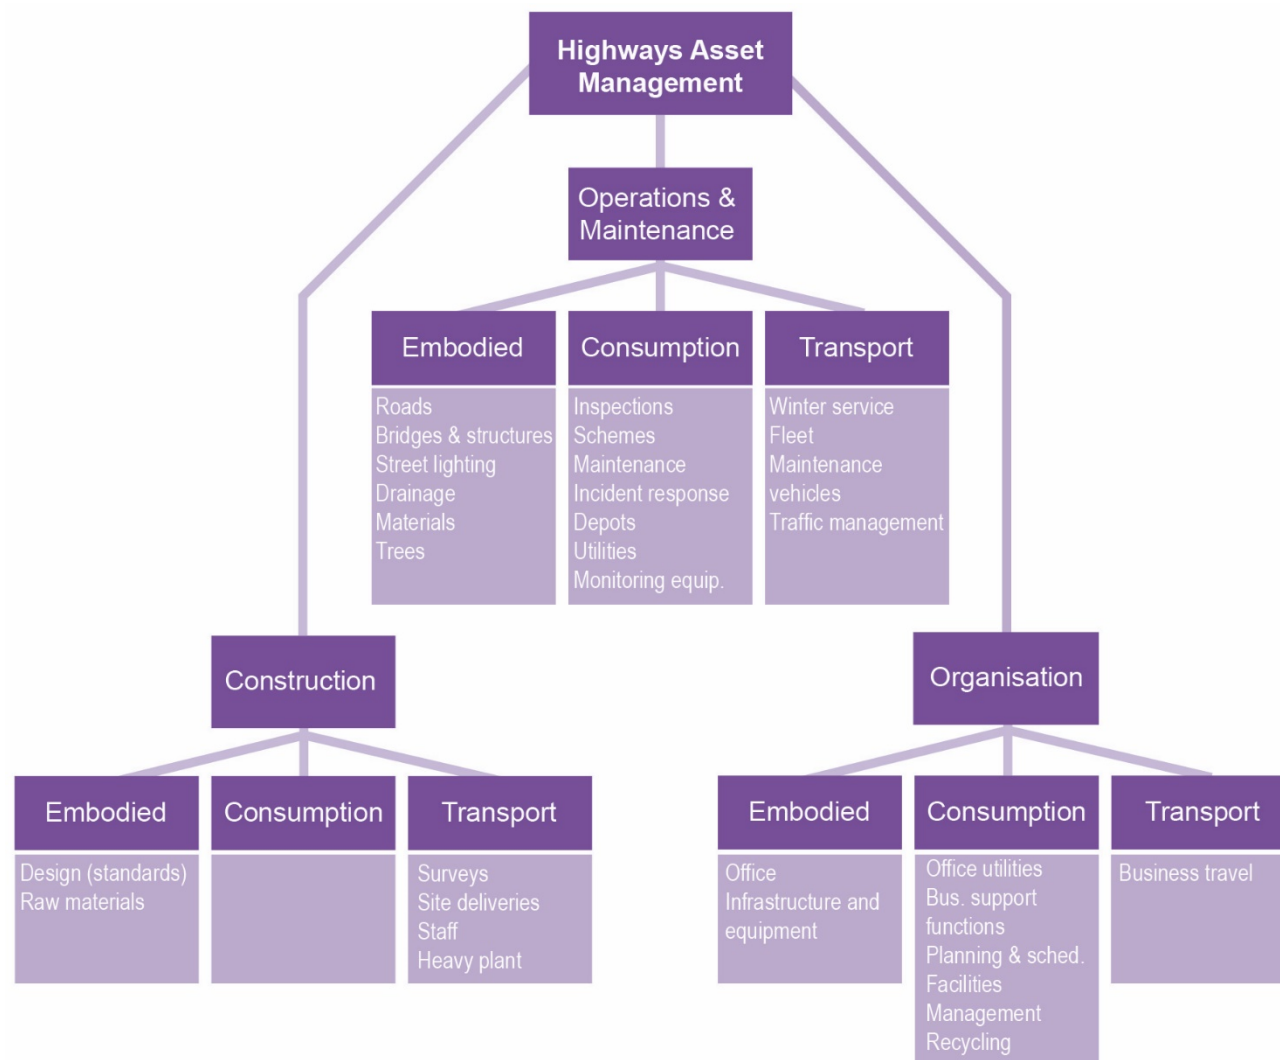 Highways Asset
Management
Operations &
Maintenance
Embodied
Roads
Bridges & structures
Street lighting
Drainage
Materials
Trees
Consumption
Inspections
Schemes
Maintenance
Incident response
Depots
Utilities
Monitoring equip.
Transport
Winter service
Fleet
Maintenance
vehicles
Traffic management
Construction
Embodied
Design (standards)
Raw materials
Consumption
Transport
Surveys
Site deliveries
Staff
Heavy plant
Organisation
Embodied
Office
Infrastructure and
equipment
Consumption
Office utilities
Bus. support
functions
Planning & sched.
Facilities
Management
Recycling
Transport
Business travel